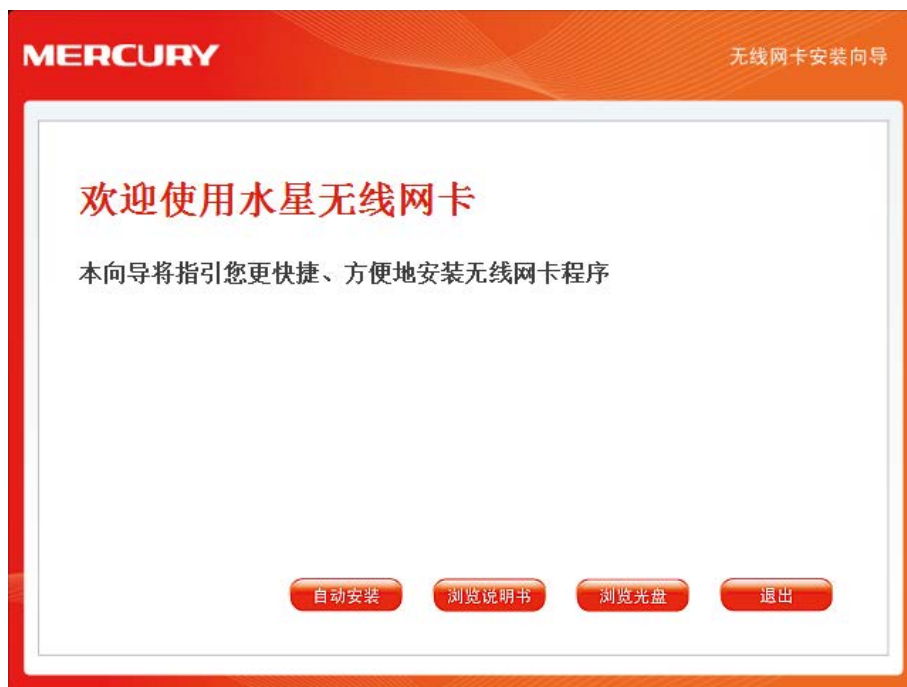 MERCURY
无线网卡安装向导
欢迎使用水星无线网卡
本向导将指引您更快捷、方便地安装无线网卡程序
自动安装
浏览说明书
浏览光盘
退出